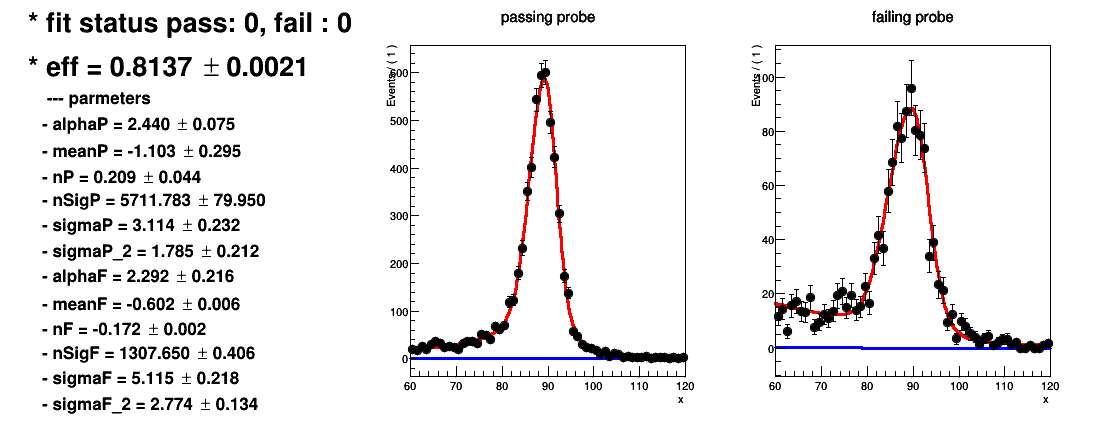 * fit status pass: 0, fail : 0
* eff = 0.8137 ± 0.0021
--- parmeters
- alphaP = 2.440 ± 0.075
- meanP = -1.103 ± 0.295
- nP = 0.209 ± 0.044
- nSigP = 5711.783 ± 79.950
- sigmaP = 3.114 ± 0.232
- sigmaP_2 = 1.785 ± 0.212
- alphaF = 2.292 ± 0.216
- meanF = -0.602 ± 0.006
- nF = -0.172 ± 0.002
- nSigF = 1307.650 ± 0.406
- sigmaF = 5.115 ± 0.218
- sigmaF_2 = 2.774 ± 0.134
passing probe
Events / ( 1 )
600
500
400
300
200
100
0
60 70 80 90 100 110 120
x
failing probe
Events / ( 1 )
100
80
60
40
20
0
60 70 80 90 100 110 120
x